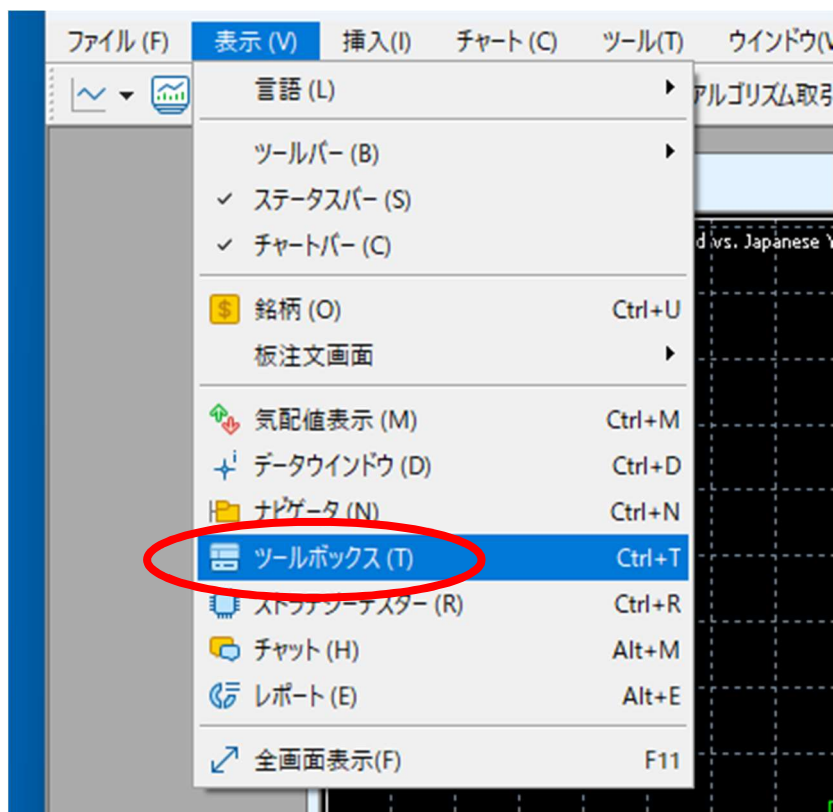 ファイル (F) 表示 (V) 挿入(I) チャート (C) ツール(T) ウインドウ(
言語 (L)
アルゴリズム取引
ツールバー (B)
ステータスバー (S)
チャートバー (C)
d vs. Japanese Y
銘柄 (O) Ctrl+U
板注文画面
気配値表示 (M) Ctrl+M
データウインドウ (D) Ctrl+D
ナビゲータ (N) Ctrl+N
ツールボックス (T) Ctrl+T
ストラテジーテスター (R) Ctrl+R
チャット (H) Alt+M
レポート (E) Alt+E
全画面表示(F) F11